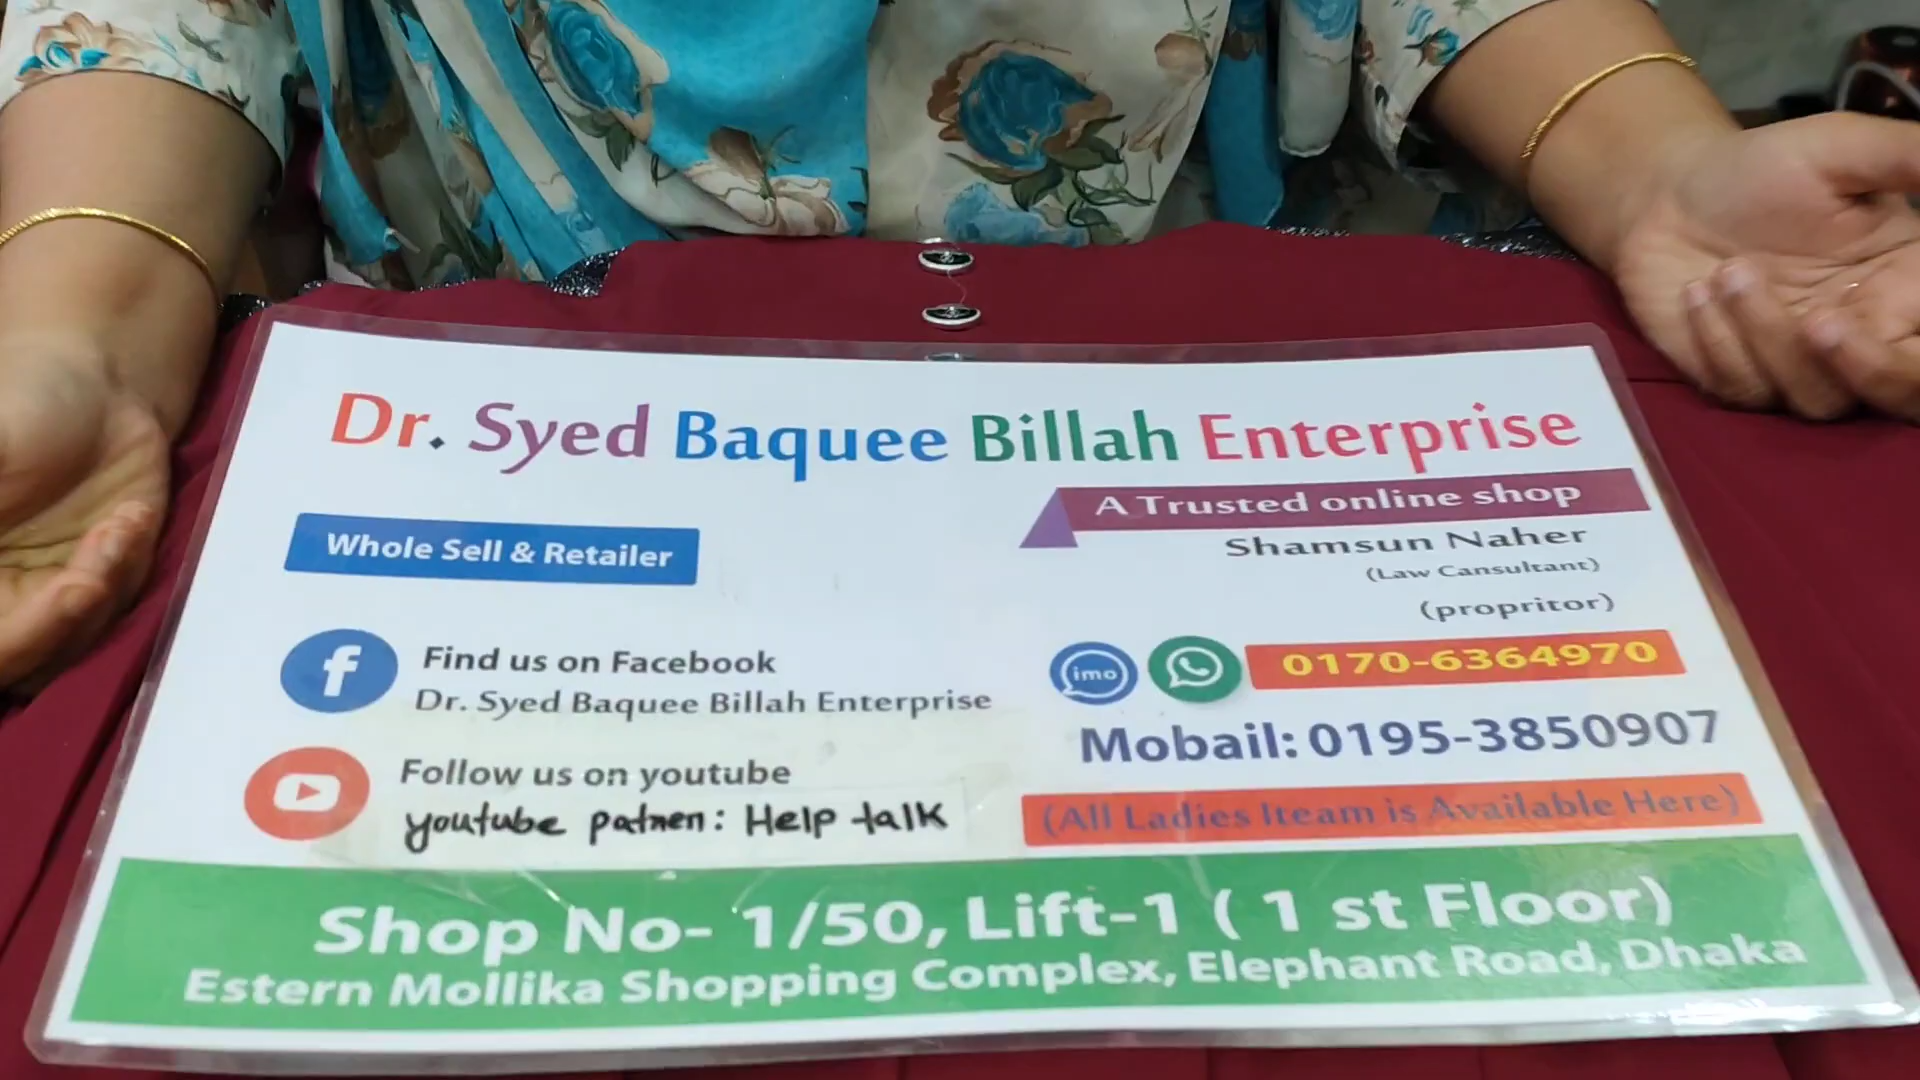 Dr. Syed Baquee Billah Enterprise
A Trusted online shop
Whole Sell & Retailer
Shamsun Naher
(Law Cansultant)
(propritor)
f Find us on Facebook
Dr. Syed Baquee Billah Enterprise
imo 0170-6364970
Mobail: 0195-3850907
Follow us on youtube
youtube patnen: Help talk
(All Ladies Iteam is Available Here)
Shop No- 1/50, Lift-1 ( 1 st Floor)
Estern Mollika Shopping Complex, Elephant Road, Dhaka